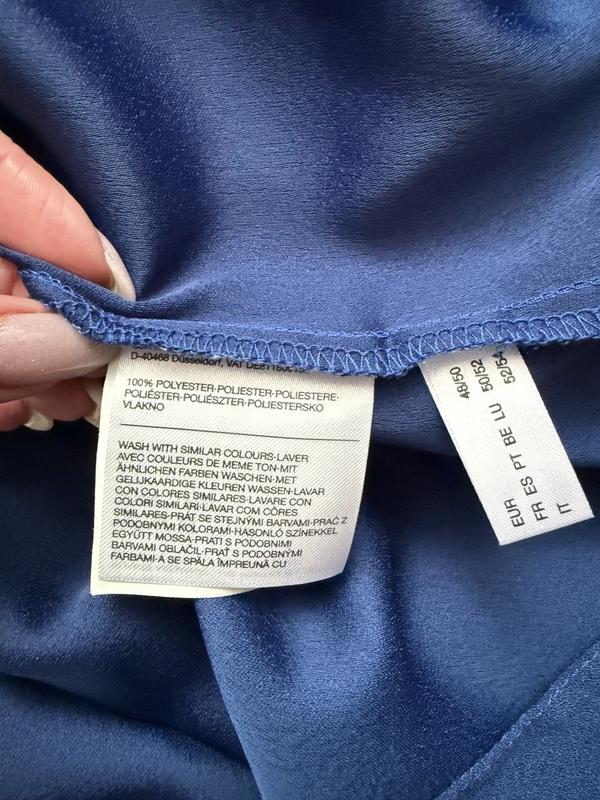 D-40468 Düsseldorf, VAT
100% POLYESTER·POLIESTER·POLIESTERE·
POLIÉSTER·POLIÉSZTER·POLIESTERSKO
VLAKNO
WASH WITH SIMILAR COLOURS·LAVER
AVEC COULEURS DE MEME TON·MIT
ÄHNLICHEN FARBEN WASCHEN·MET
GELIJKAARDIGE KLEUREN WASSEN·LAVAR
CON COLORES SIMILARES·LAVARE CON
COLORI SIMILARI·LAVAR COM CÔRES
SIMILARES·PRÁT SE STEJNÝMI BARVAMI·PRAĆ Z
PODOBNYMI KOLORAMI·HASONLÓ SZÍNEKKEL
EGYÜTT MOSSA·PRATI S PODOBNIMI
BARVAMI OBLAČIL·PRAŤ S PODOBNÝMI
FARBAMI·A SE SPĂLA ÎMPREUNĂ CU
EUR 48/50
FR ES PT BE LU 50/52
IT 52/54